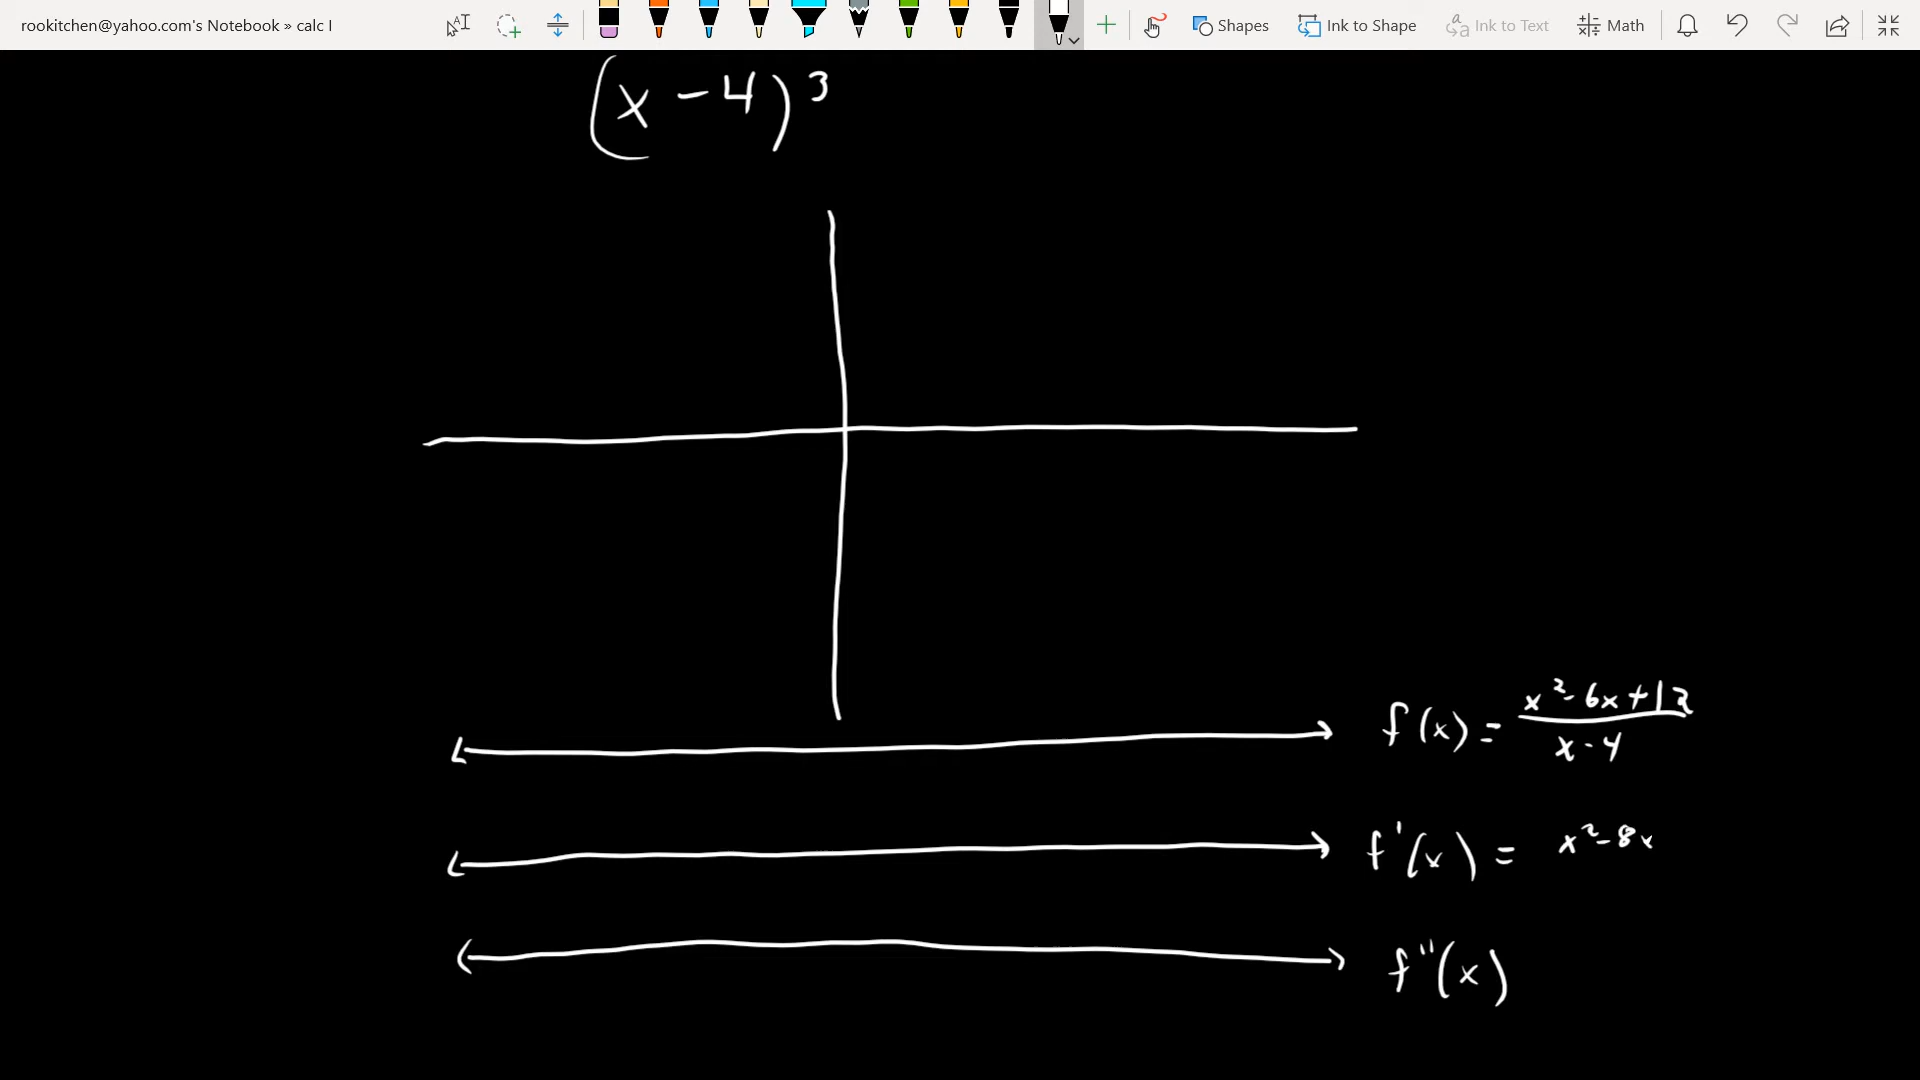 rookitchen@yahoo.com's Notebook » calc I
Shapes
Ink to Shape
Ink to Text
Math
(x - 4)³
f(x) = x² - 6x + 12 / x - 4
f'(x) = x² - 8x
f''(x)